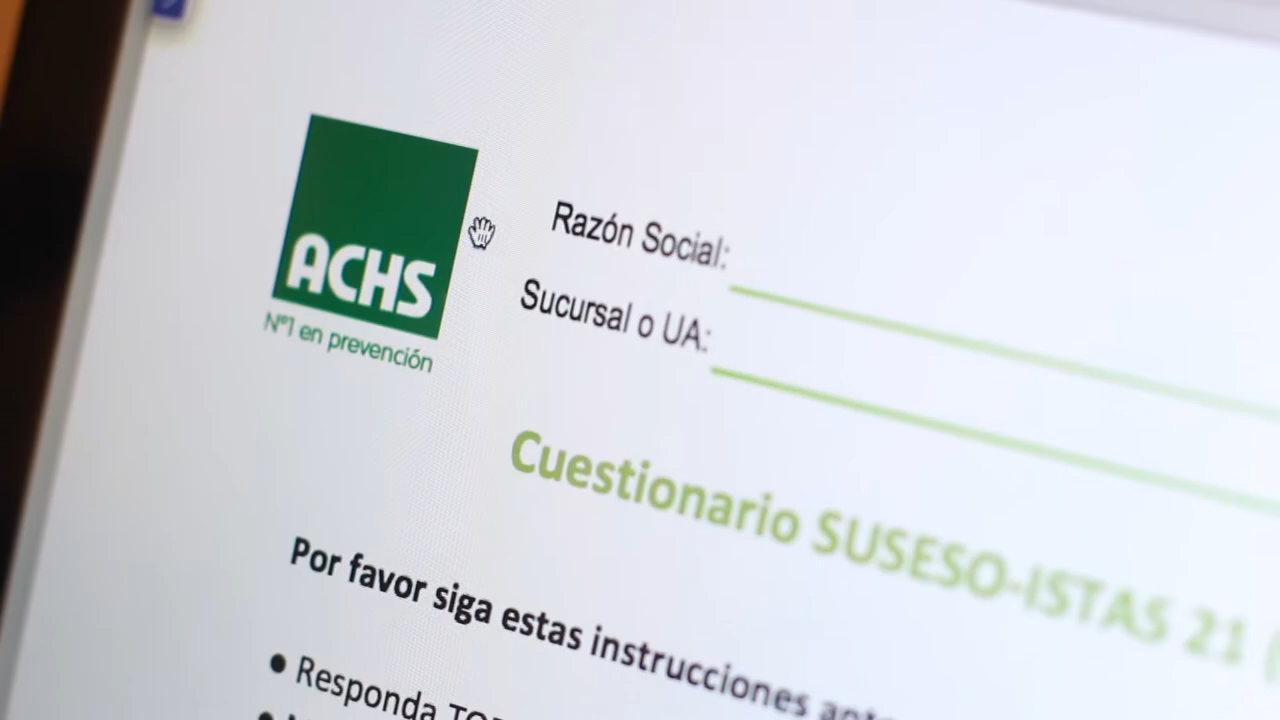 ACHS
Nº1 en prevención
Razón Social:
Sucursal o UA:
Cuestionario SUSESO-ISTAS 21
Por favor siga estas instrucciones
Responda